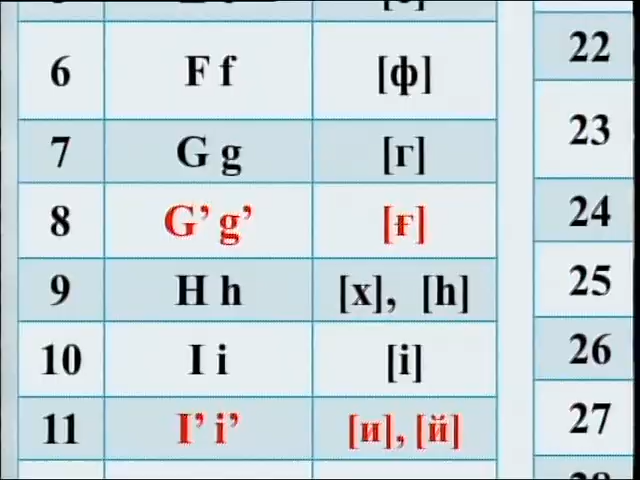 6 F f [ф]
7 G g [г]
8 G’ g’ [ғ]
9 H h [х], [h]
10 I i [і]
11 I’ i’ [и], [й]
22
23
24
25
26
27